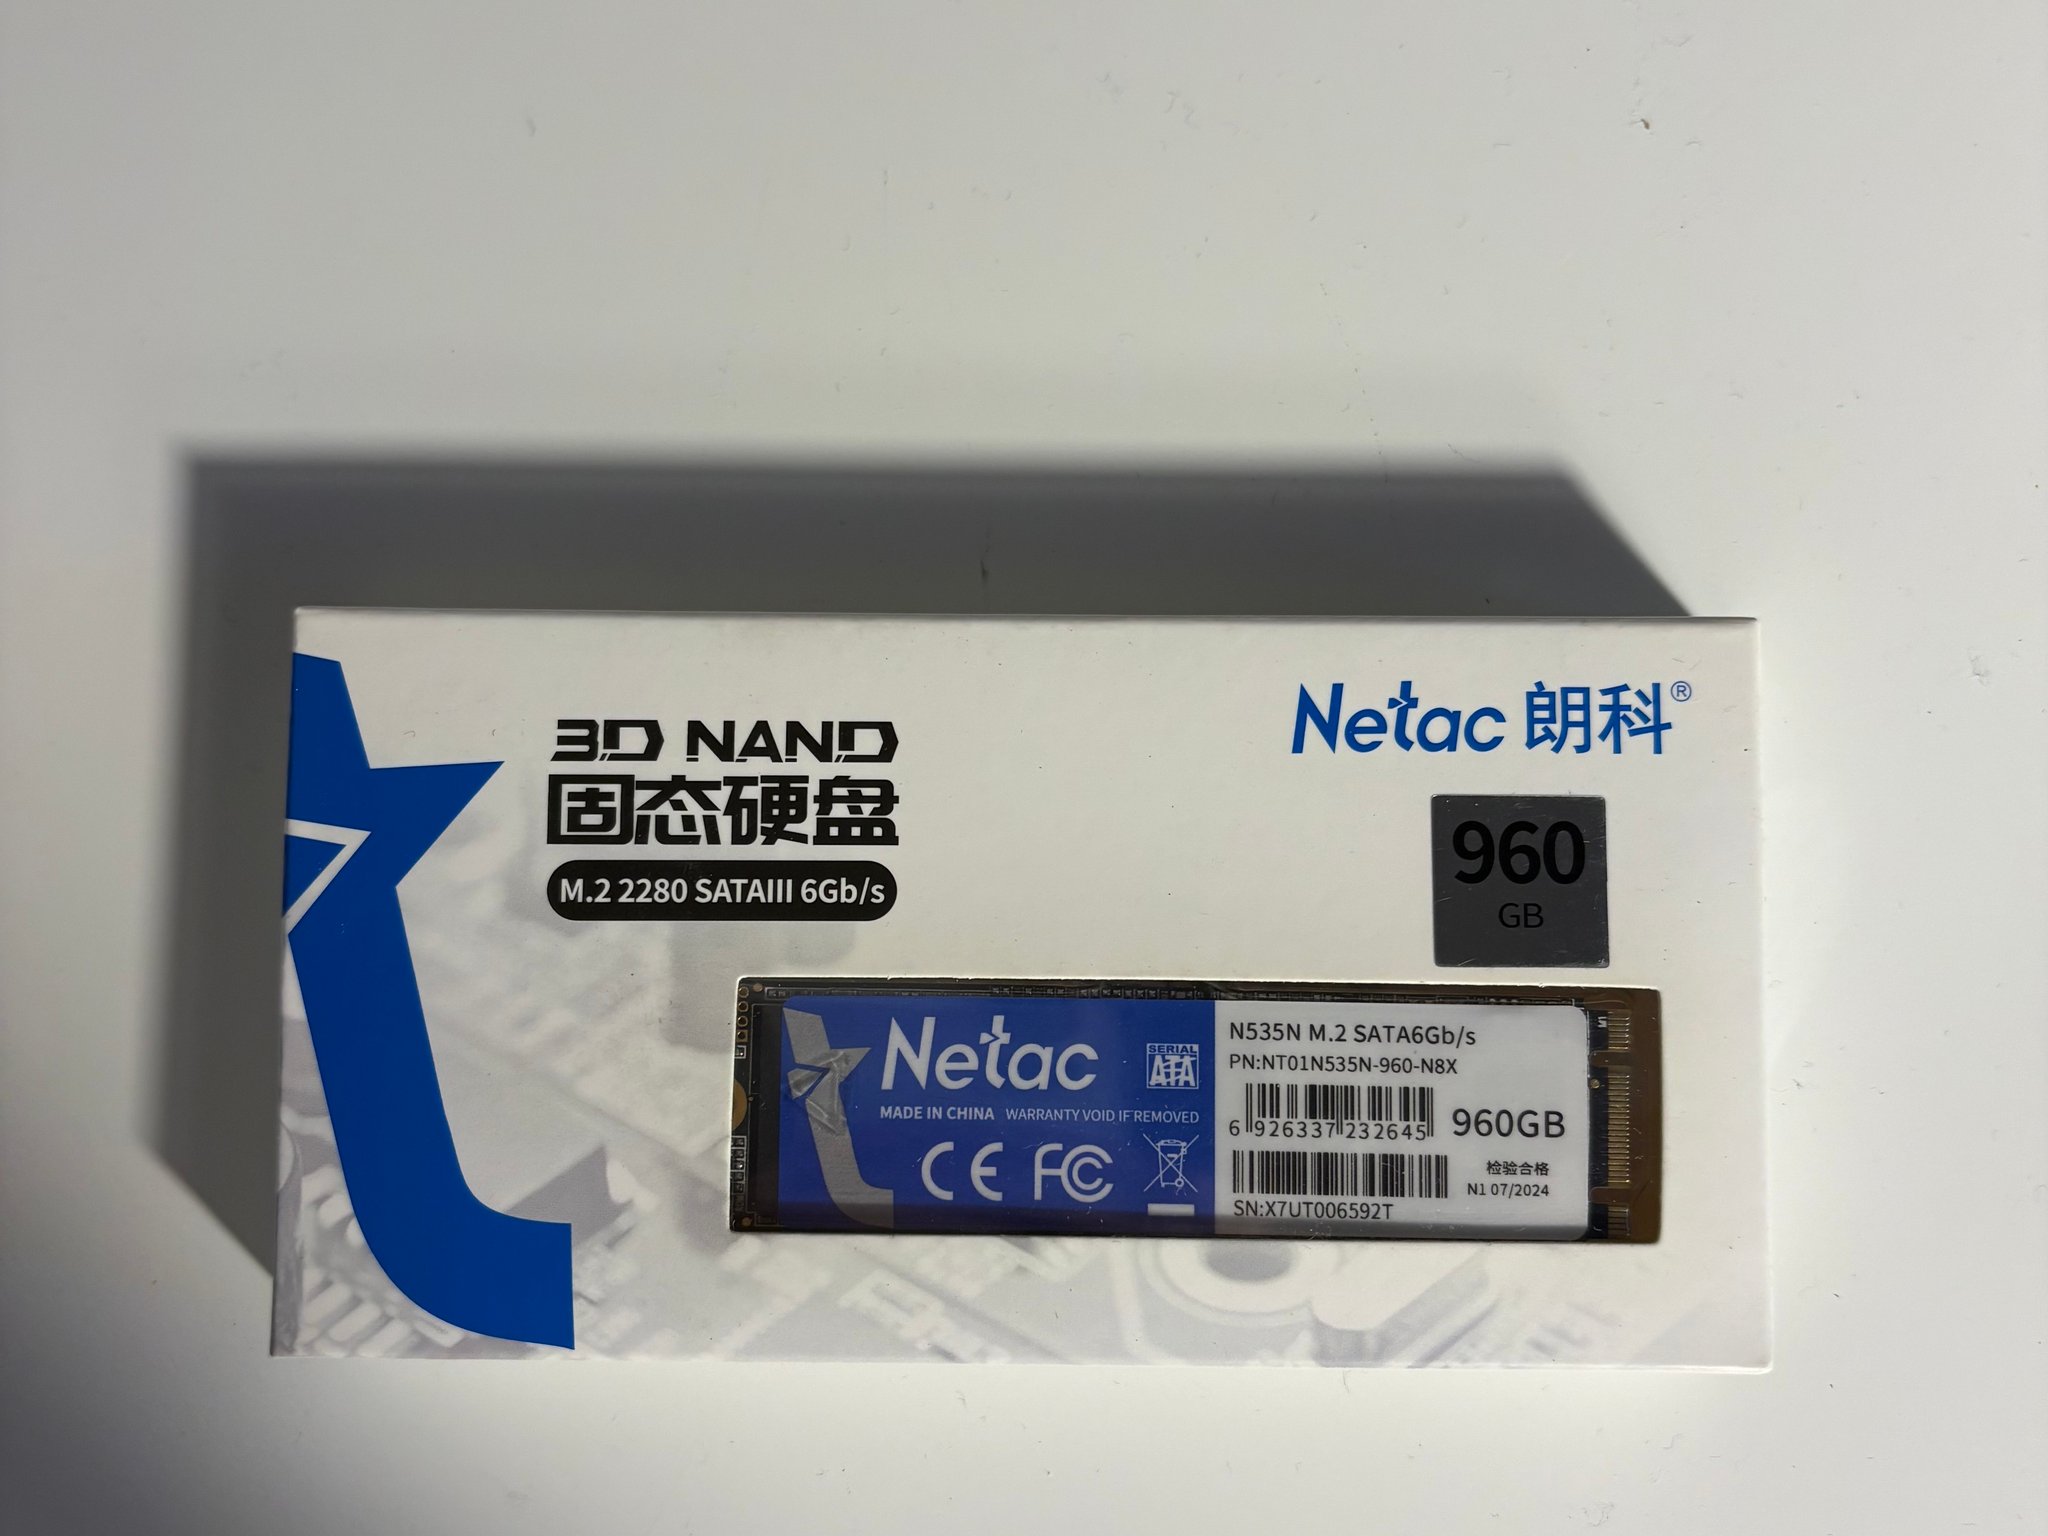 3D NAND
固态硬盘
M.2 2280 SATAIII 6Gb/s
Netac 朗科®
960
GB
Netac
SERIAL
ATA
MADE IN CHINA WARRANTY VOID IF REMOVED
CE FC
N535N M.2 SATA6Gb/s
PN:NT01N535N-960-N8X
6 926337 232645
960GB
检验合格
N1 07/2024
SN:X7UT006592T